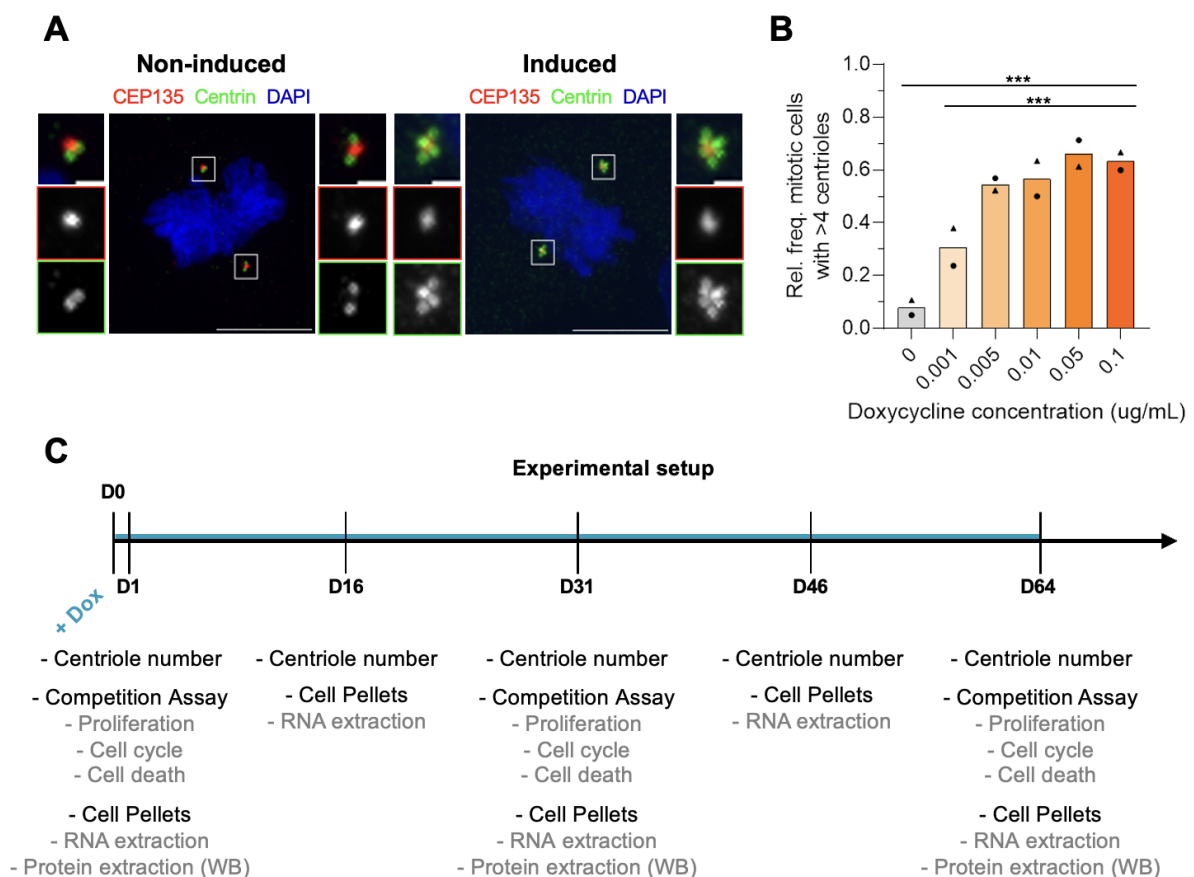 A
Non-induced
CEP135 Centrin DAPI
Induced
CEP135 Centrin DAPI
B
Rel. freq. mitotic cells
with >4 centrioles
1.0
0.8
0.6
0.4
0.2
0.0
***
***
0
0.001
0.005
0.01
0.05
0.1
Doxycycline concentration (ug/mL)
C
Experimental setup
D0
D1
D16
D31
D46
D64
+ Dox
- Centriole number
- Competition Assay
- Proliferation
- Cell cycle
- Cell death
- Cell Pellets
- RNA extraction
- Protein extraction (WB)
- Centriole number
- Cell Pellets
- RNA extraction
- Centriole number
- Competition Assay
- Proliferation
- Cell cycle
- Cell death
- Cell Pellets
- RNA extraction
- Protein extraction (WB)
- Centriole number
- Cell Pellets
- RNA extraction
- Centriole number
- Competition Assay
- Proliferation
- Cell cycle
- Cell death
- Cell Pellets
- RNA extraction
- Protein extraction (WB)